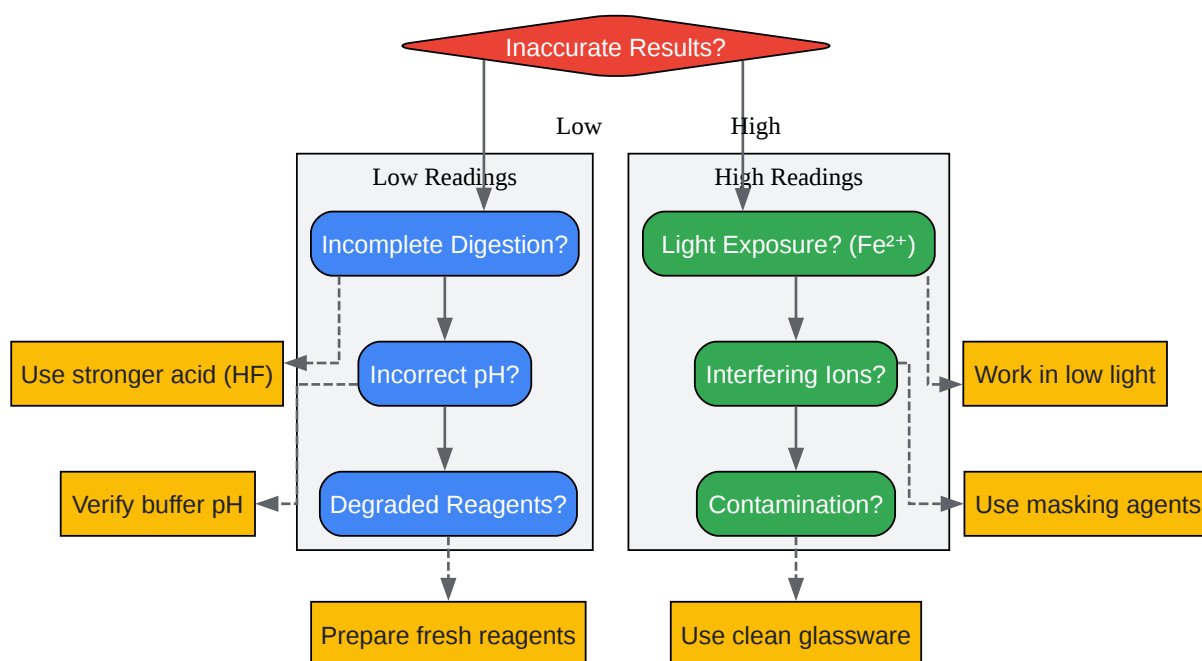 Inaccurate Results?
Low
High
Low Readings
High Readings
Incomplete Digestion?
Light Exposure? (Fe²⁺)
Use stronger acid (HF)
Incorrect pH?
Interfering Ions?
Work in low light
Verify buffer pH
Degraded Reagents?
Contamination?
Use masking agents
Prepare fresh reagents
Use clean glassware